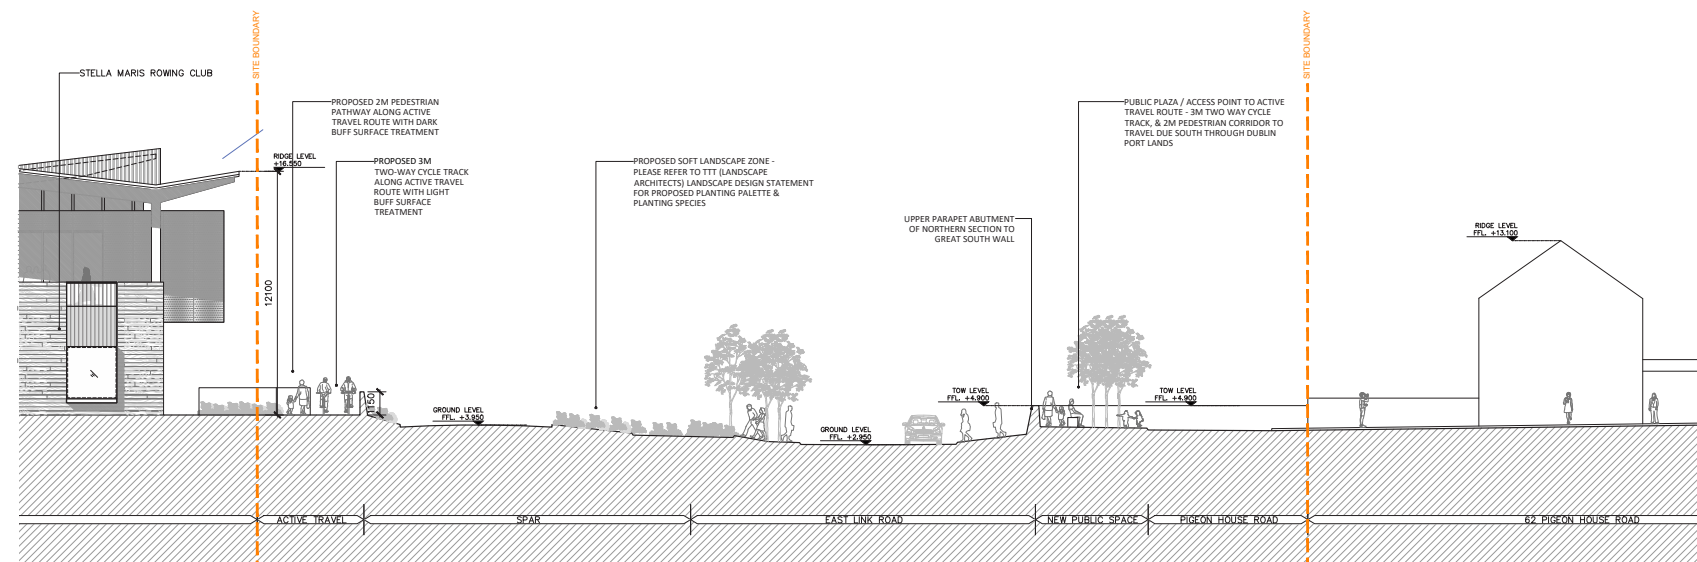 SITE BOUNDARY
SITE BOUNDARY
STELLA MARIS ROWING CLUB
PROPOSED 2M PEDESTRIAN
PATHWAY ALONG ACTIVE
TRAVEL ROUTE WITH DARK
BUFF SURFACE TREATMENT
PUBLIC PLAZA / ACCESS POINT TO ACTIVE
TRAVEL ROUTE - 3M TWO WAY CYCLE
TRACK, & 2M PEDESTRIAN CORRIDOR TO
TRAVEL DUE SOUTH THROUGH DUBLIN
PORT LANDS
RIDGE LEVEL
+16.550
PROPOSED 3M
TWO-WAY CYCLE TRACK
ALONG ACTIVE TRAVEL
ROUTE WITH LIGHT
BUFF SURFACE
TREATMENT
PROPOSED SOFT LANDSCAPE ZONE -
PLEASE REFER TO TTT (LANDSCAPE
ARCHITECTS) LANDSCAPE DESIGN STATEMENT
FOR PROPOSED PLANTING PALETTE &
PLANTING SPECIES
UPPER PARAPET ABUTMENT
OF NORTHERN SECTION TO
GREAT SOUTH WALL
RIDGE LEVEL
FFL. +13.100
12100
1150
TOW LEVEL
FFL. +4.900
TOW LEVEL
FFL. +4.900
GROUND LEVEL
FFL. +3.950
GROUND LEVEL
FFL. +2.950
ACTIVE TRAVEL
SPAR
EAST LINK ROAD
NEW PUBLIC SPACE
PIGEON HOUSE ROAD
62 PIGEON HOUSE ROAD